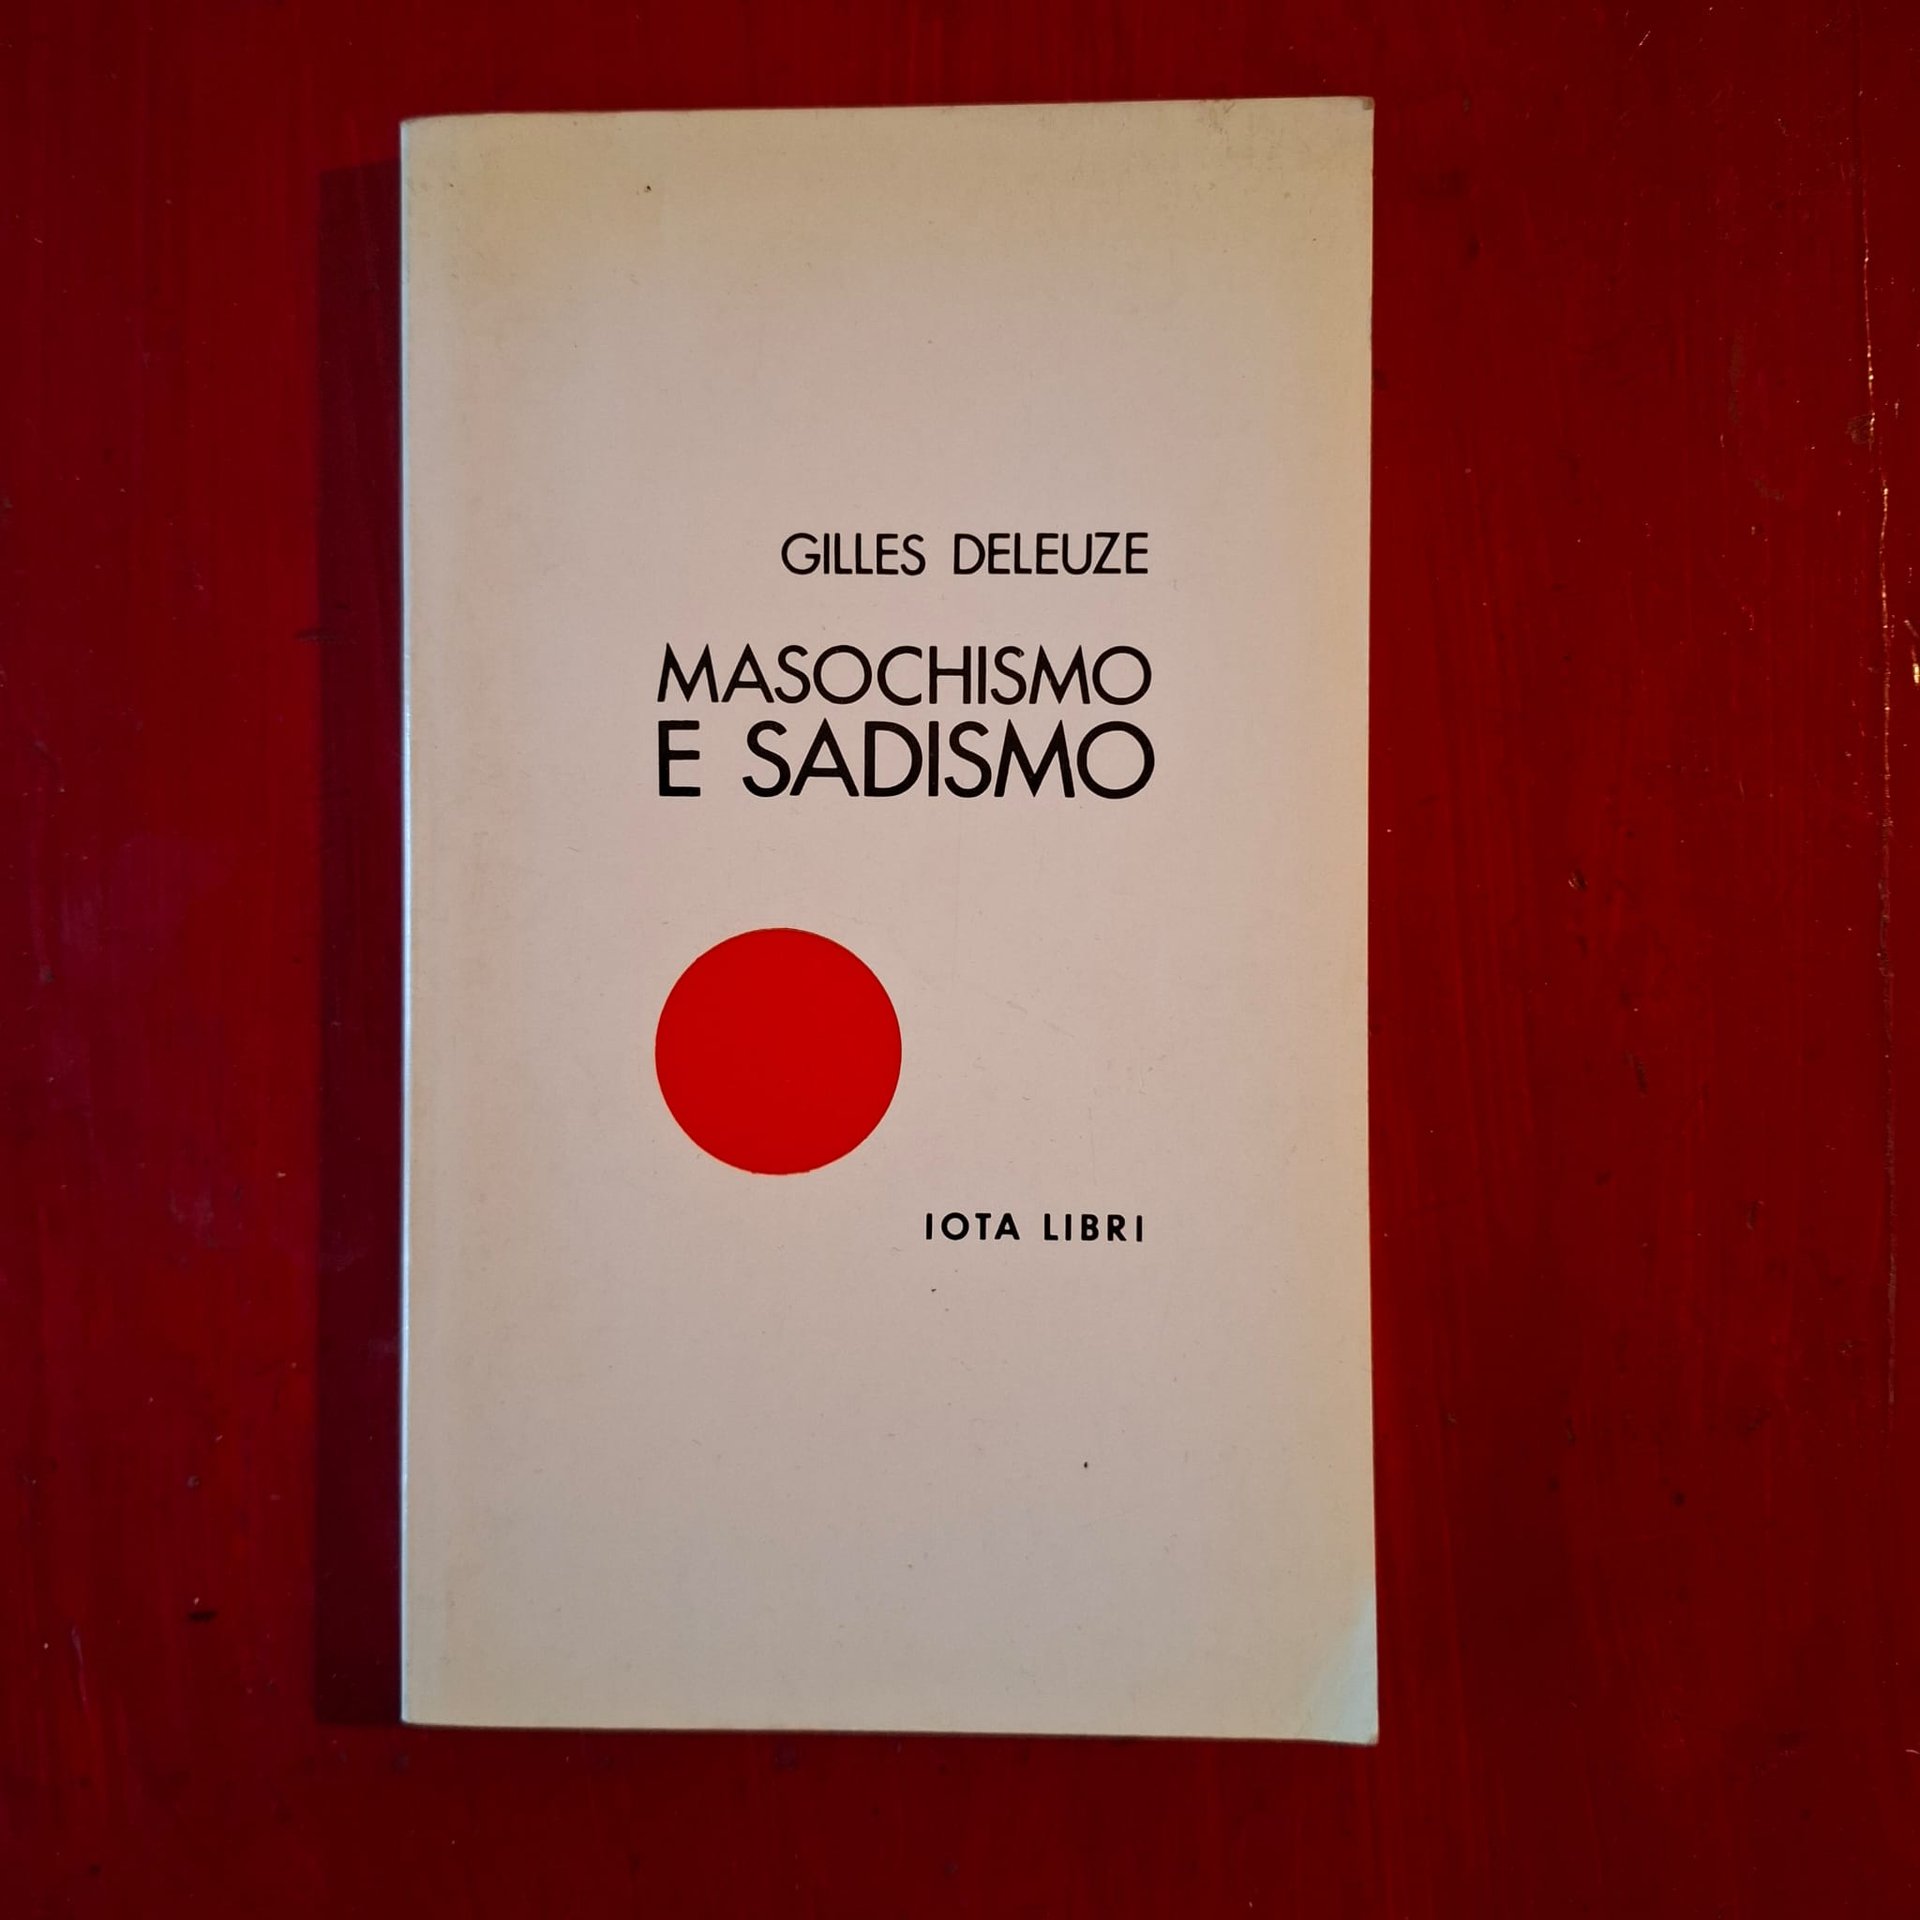 GILLES DELEUZE
MASOCHISMO
E SADISMO
IOTA LIBRI